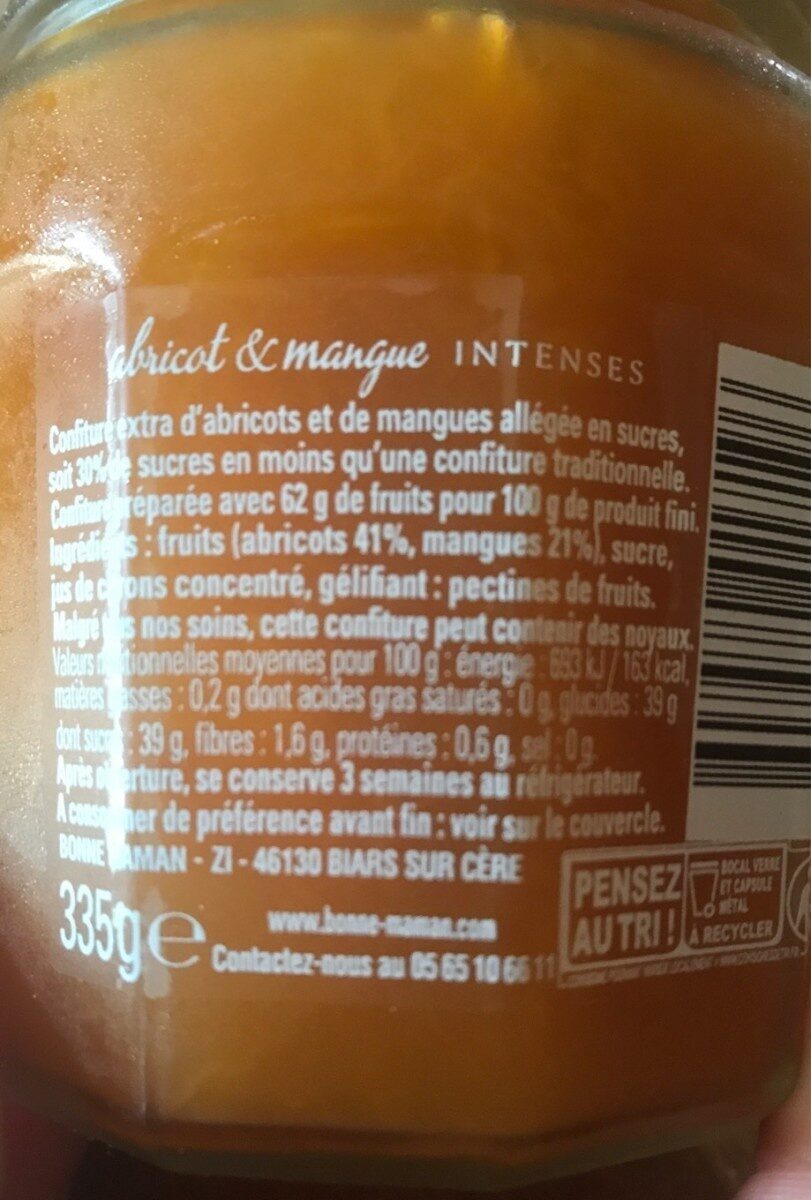 abricot & mangue INTENSES
Confiture extra d'abricots et de mangues allégée en sucres,
soit 30% de sucres en moins qu'une confiture traditionnelle.
Confiture préparée avec 62 g de fruits pour 100 g de produit fini.
Ingrédients : fruits (abricots 41%, mangues 21%), sucre,
jus de citrons concentré, gélifiant : pectines de fruits.
Malgré tous nos soins, cette confiture peut contenir des noyaux.
Valeurs nutritionnelles moyennes pour 100 g : énergie : 693 kJ / 163 kcal,
matières grasses : 0,2 g dont acides gras saturés : 0 g, glucides : 39 g
dont sucres : 39 g, fibres : 1,6 g, protéines : 0,6 g, sel : 0 g.
Après ouverture, se conserve 3 semaines au réfrigérateur.
A consommer de préférence avant fin : voir sur le couvercle.
BONNE MAMAN - ZI - 46130 BIARS SUR CÈRE
335g e
www.bonne-maman.com
Contactez-nous au 05 65 10 66 11
PENSEZ
AU TRI !
BOCAL VERRE
ET CAPSULE
MÉTAL
À RECYCLER